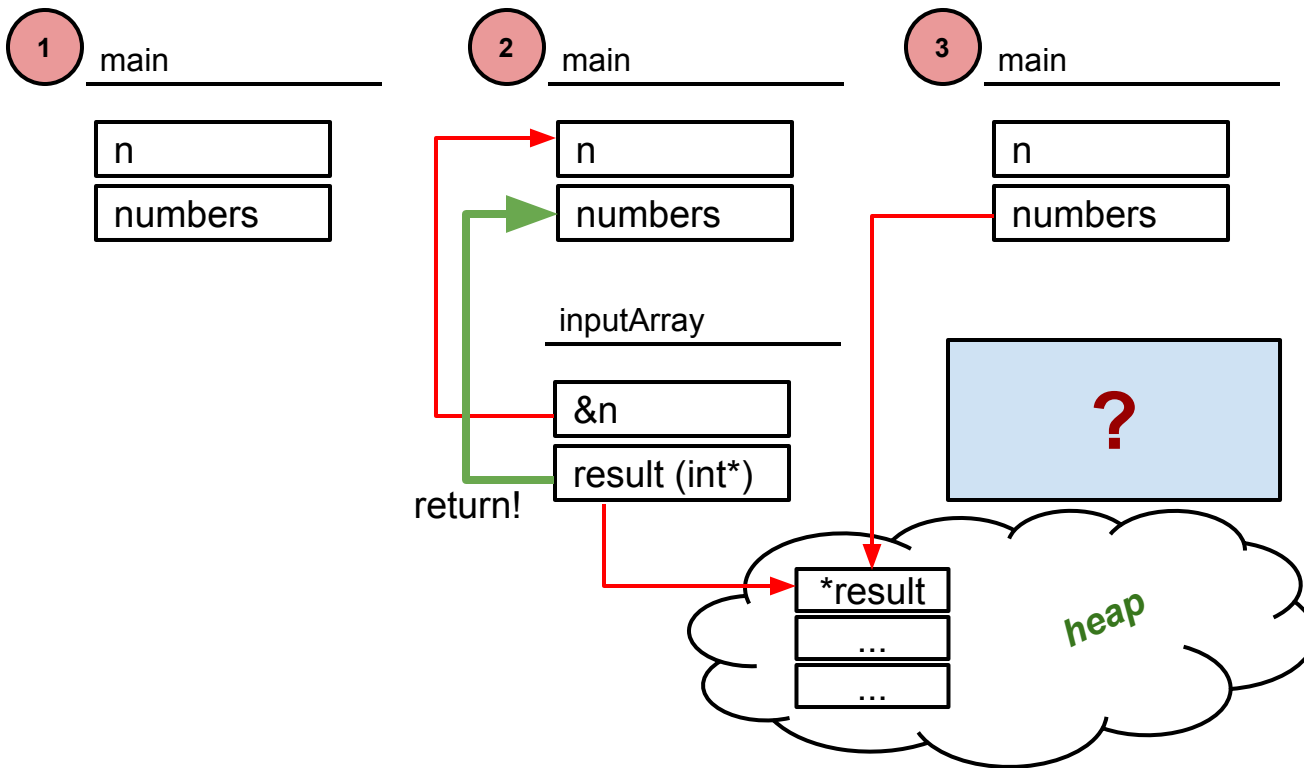 1
main
n
numbers
2
main
n
numbers
inputArray
&n
result (int*)
return!
3
main
n
numbers
?
*result
...
...
heap